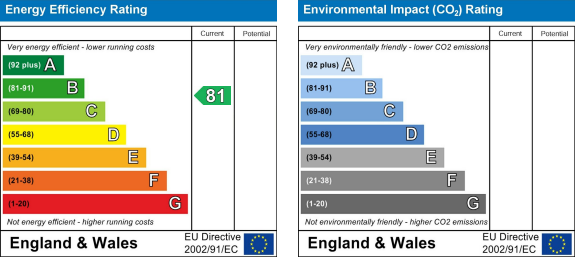 Energy Efficiency Rating
Current Potential
Very energy efficient - lower running costs
(92 plus) A
(81-91) B
81
(69-80) C
(55-68) D
(39-54) E
(21-38) F
(1-20) G
Not energy efficient - higher running costs
England & Wales
EU Directive
2002/91/EC
Environmental Impact (CO₂) Rating
Current Potential
Very environmentally friendly - lower CO2 emissions
(92 plus) A
(81-91) B
(69-80) C
(55-68) D
(39-54) E
(21-38) F
(1-20) G
Not environmentally friendly - higher CO2 emissions
England & Wales
EU Directive
2002/91/EC